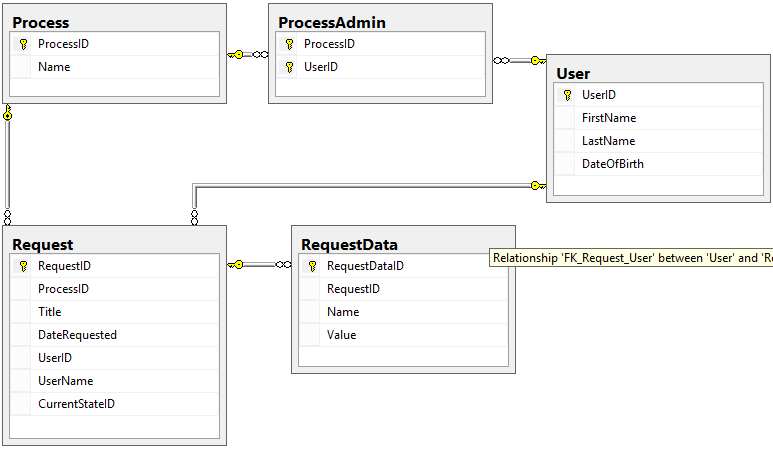 Process
ProcessID
Name
ProcessAdmin
ProcessID
UserID
User
UserID
FirstName
LastName
DateOfBirth
Request
RequestID
ProcessID
Title
DateRequested
UserID
UserName
CurrentStateID
RequestData
RequestDataID
RequestID
Name
Value
Relationship 'FK_Request_User' between 'User' and 'Re